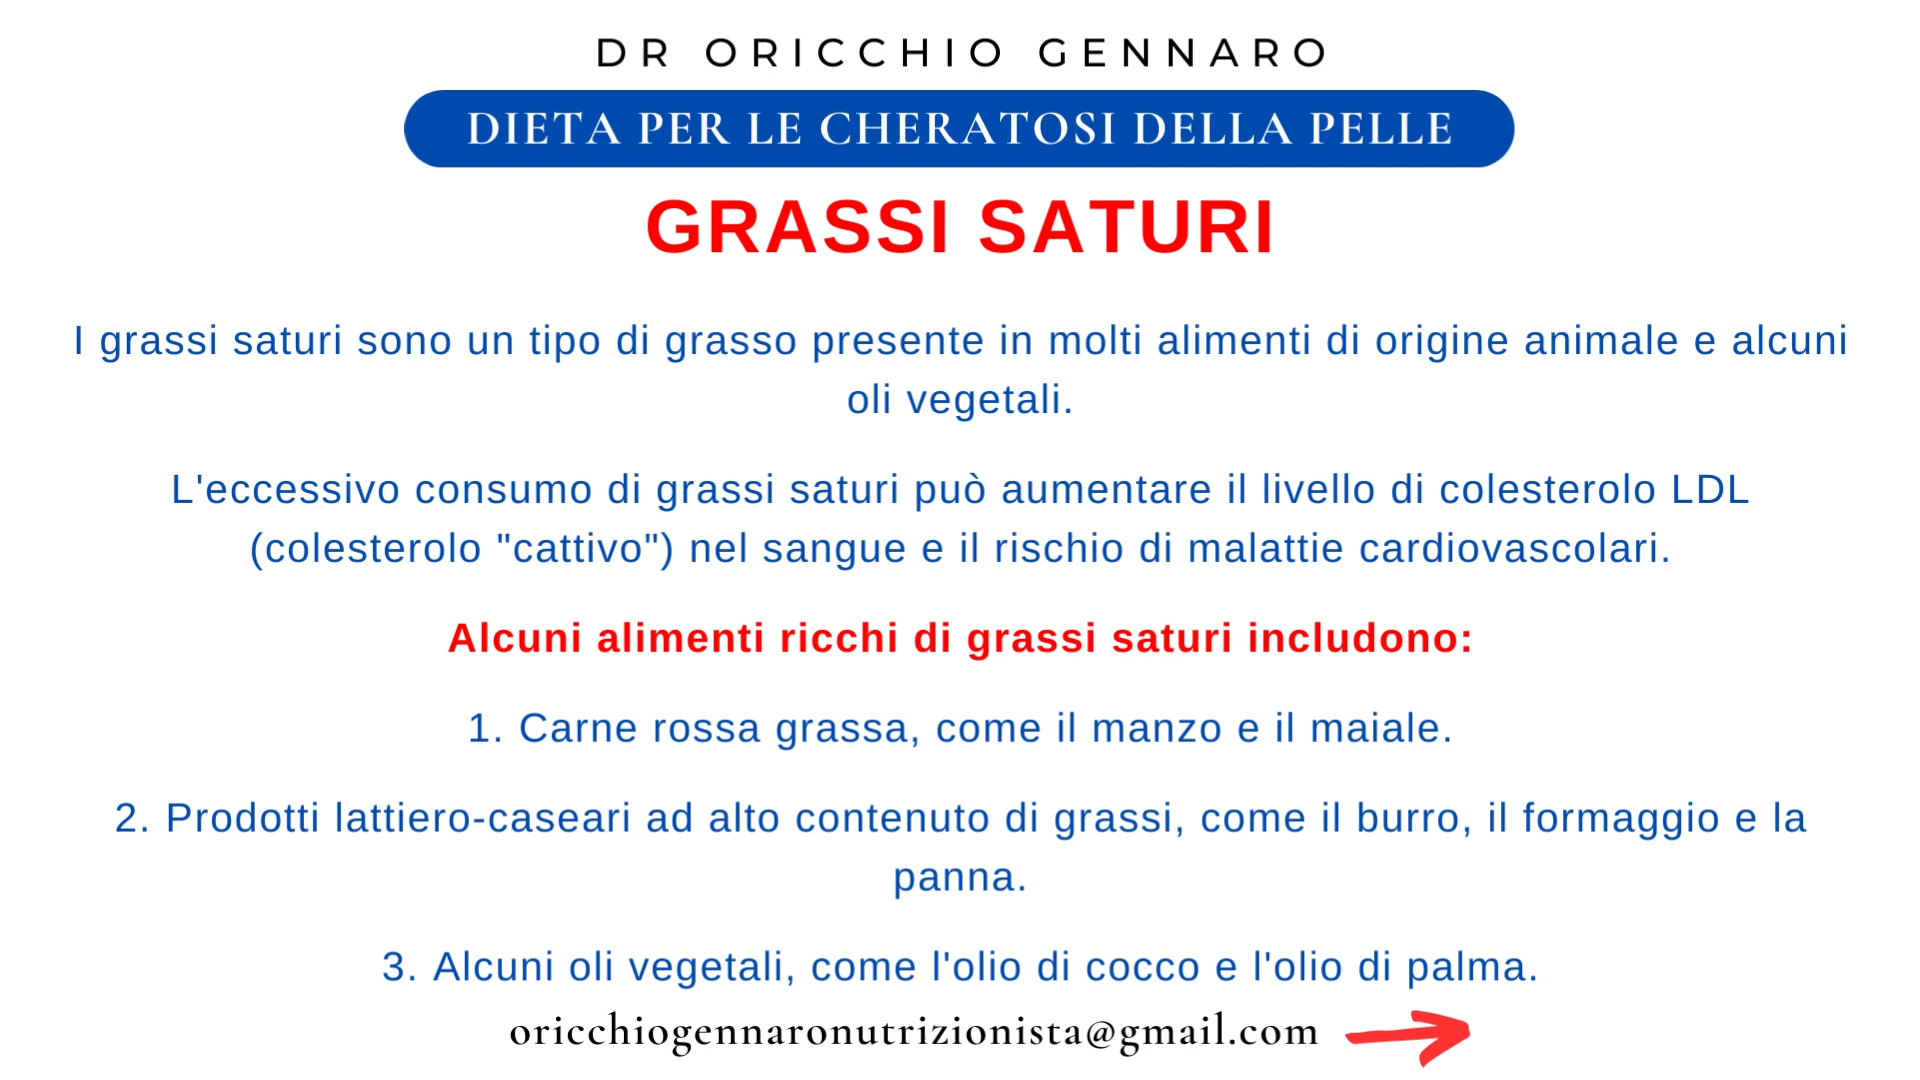 DR ORICCHIO GENNARO
DIETA PER LE CHERATOSI DELLA PELLE
GRASSI SATURI
I grassi saturi sono un tipo di grasso presente in molti alimenti di origine animale e alcuni
oli vegetali.
L'eccessivo consumo di grassi saturi può aumentare il livello di colesterolo LDL
(colesterolo "cattivo") nel sangue e il rischio di malattie cardiovascolari.
Alcuni alimenti ricchi di grassi saturi includono:
1. Carne rossa grassa, come il manzo e il maiale.
2. Prodotti lattiero-caseari ad alto contenuto di grassi, come il burro, il formaggio e la
panna.
3. Alcuni oli vegetali, come l'olio di cocco e l'olio di palma.
oricchiogennaronutrizionista@gmail.com